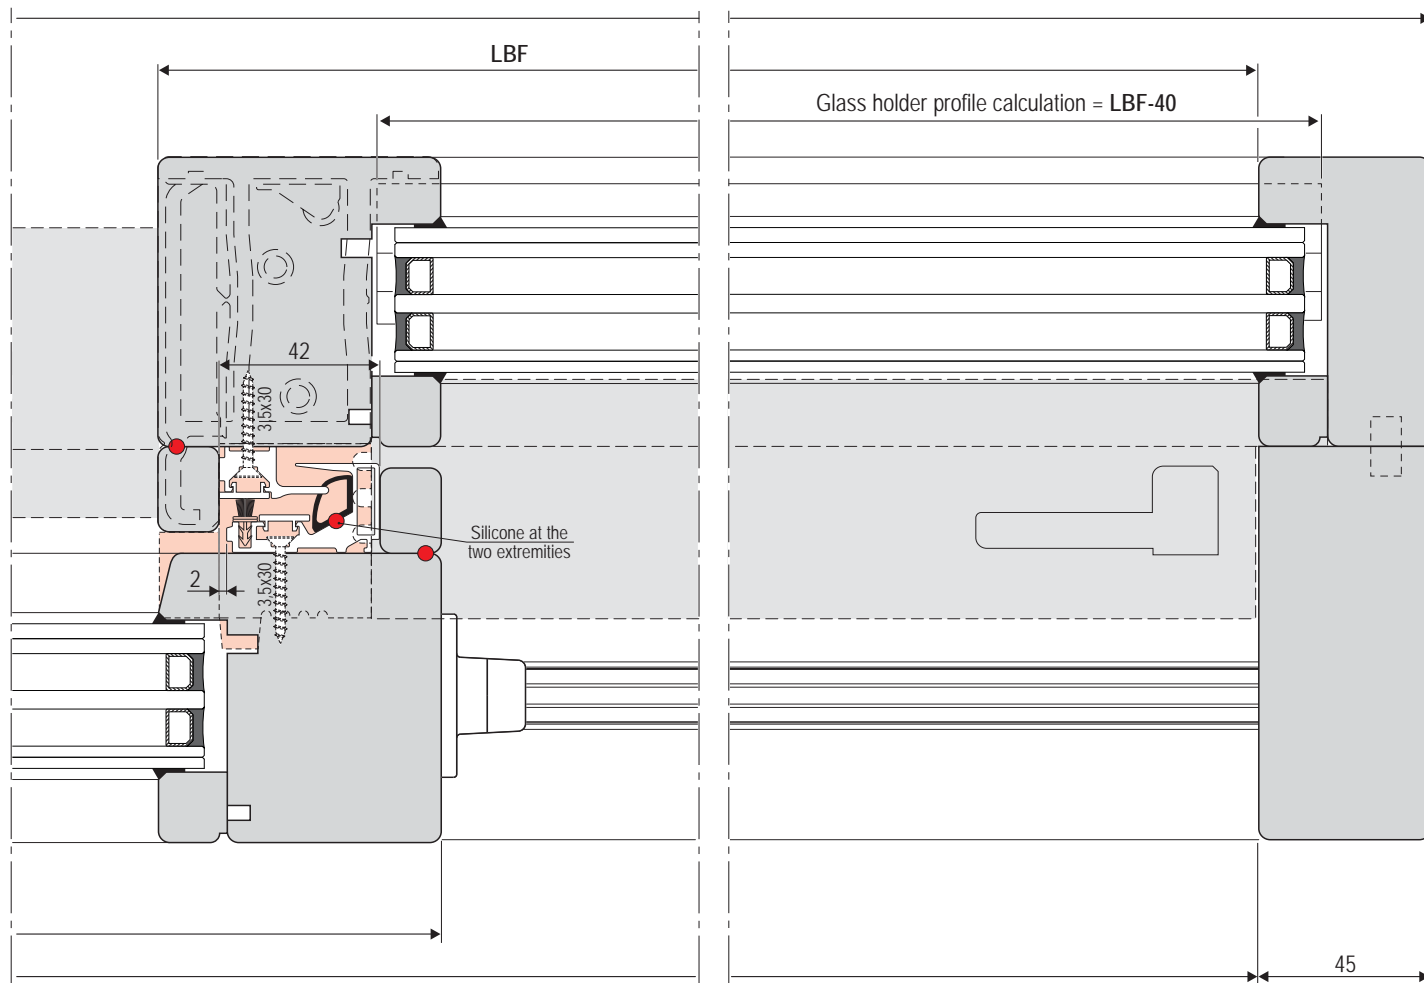 LBF
Glass holder profile calculation = LBF-40
42
3,5x30
Silicone at the
two extremities
2
3,5x30
45